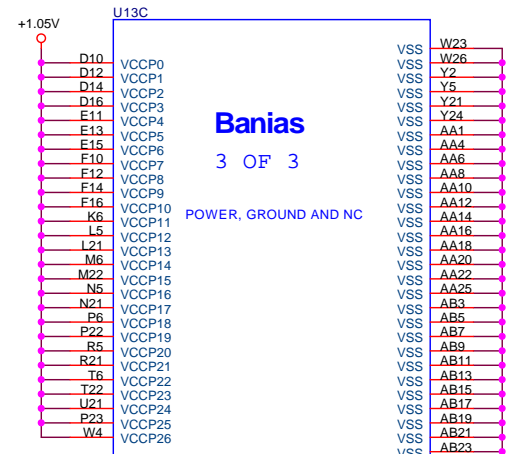 U13C
+1.05V
Banias
3 OF 3
POWER, GROUND AND NC
D10 VCCP0
D12 VCCP1
D14 VCCP2
D16 VCCP3
E11 VCCP4
E13 VCCP5
E15 VCCP6
F10 VCCP7
F12 VCCP8
F14 VCCP9
F16 VCCP10
K6 VCCP11
L5 VCCP12
L21 VCCP13
M6 VCCP14
M22 VCCP15
N5 VCCP16
N21 VCCP17
P6 VCCP18
P22 VCCP19
R5 VCCP20
R21 VCCP21
T6 VCCP22
T22 VCCP23
U21 VCCP24
P23 VCCP25
W4 VCCP26
VSS W23
VSS W26
VSS Y2
VSS Y5
VSS Y21
VSS Y24
VSS AA1
VSS AA4
VSS AA6
VSS AA8
VSS AA10
VSS AA12
VSS AA14
VSS AA16
VSS AA18
VSS AA20
VSS AA22
VSS AA25
VSS AB3
VSS AB5
VSS AB7
VSS AB9
VSS AB11
VSS AB13
VSS AB15
VSS AB17
VSS AB19
VSS AB21
VSS AB23